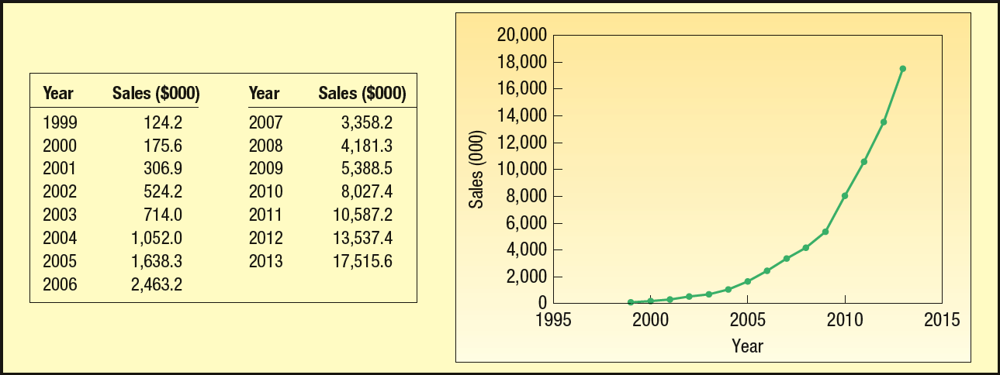 Year Sales ($000) Year Sales ($000)
1999 124.2 2007 3,358.2
2000 175.6 2008 4,181.3
2001 306.9 2009 5,388.5
2002 524.2 2010 8,027.4
2003 714.0 2011 10,587.2
2004 1,052.0 2012 13,537.4
2005 1,638.3 2013 17,515.6
2006 2,463.2
20,000
18,000
16,000
14,000
12,000
10,000
8,000
6,000
4,000
2,000
0
Sales (000)
1995 2000 2005 2010 2015
Year